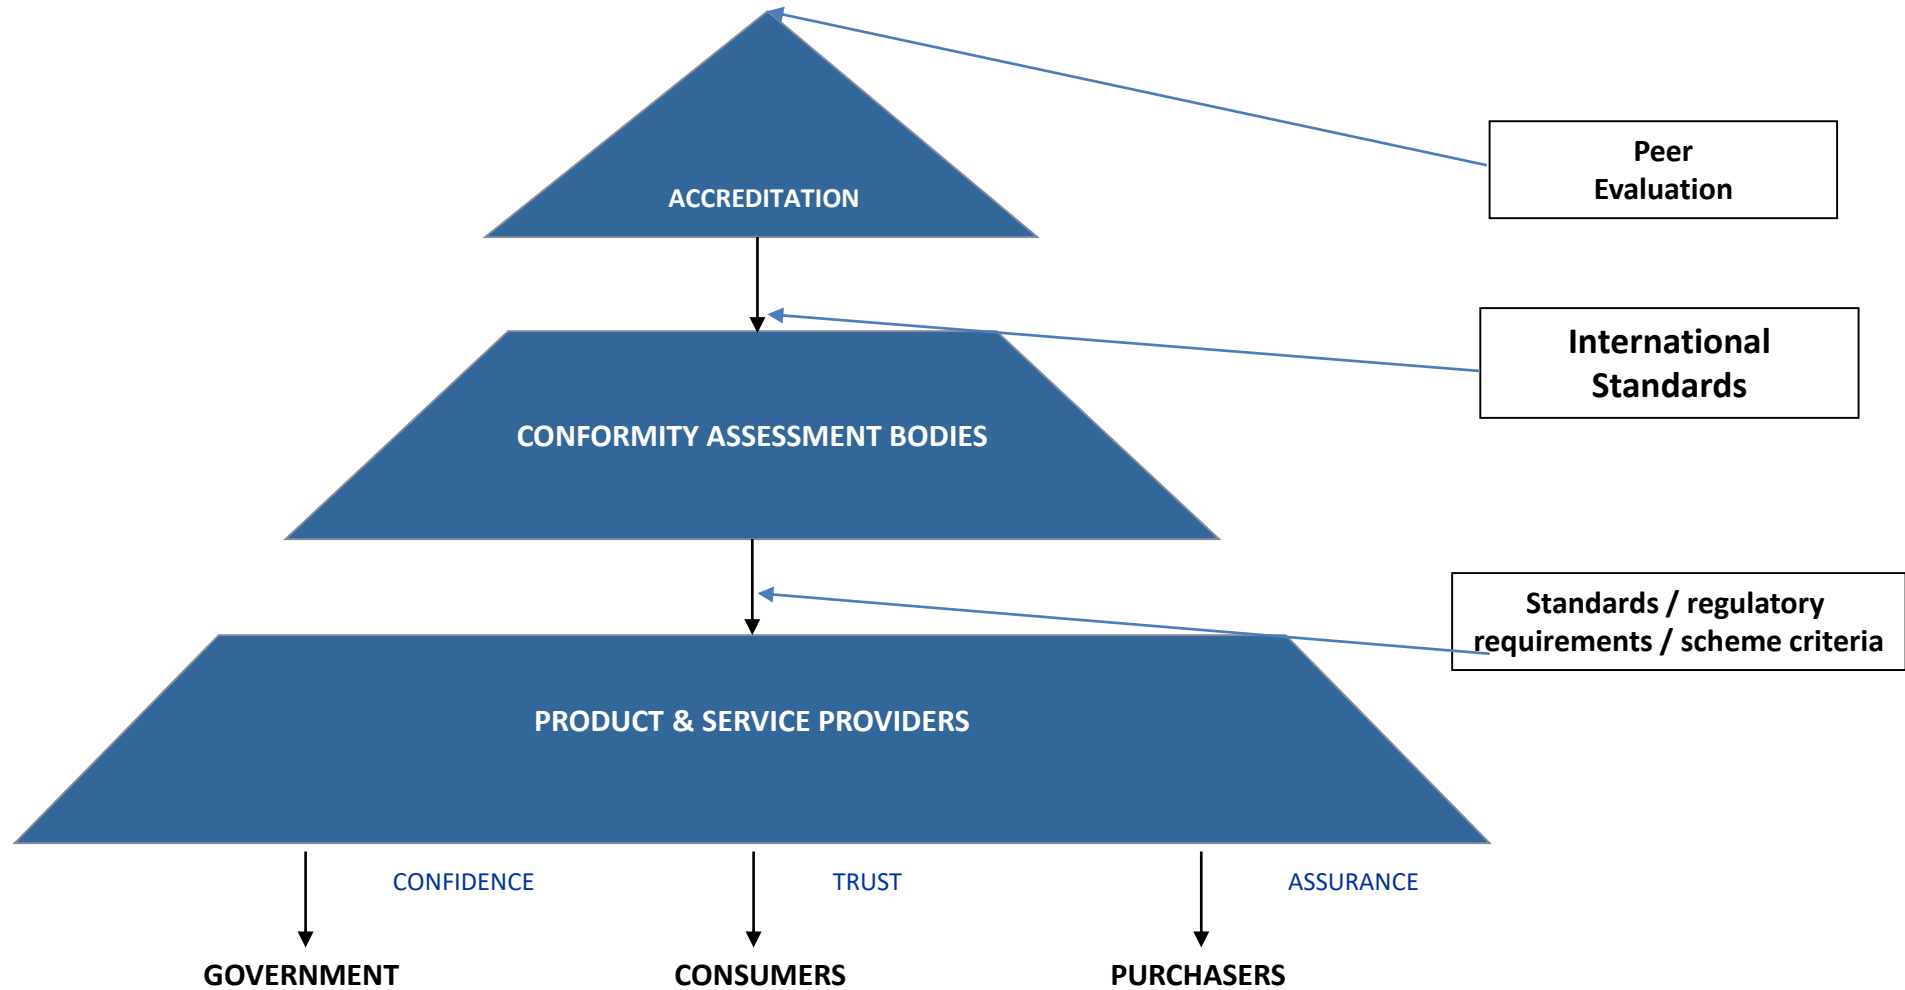 Peer
Evaluation
ACCREDITATION
International
Standards
CONFORMITY ASSESSMENT BODIES
Standards / regulatory
requirements / scheme criteria
PRODUCT & SERVICE PROVIDERS
CONFIDENCE
TRUST
ASSURANCE
GOVERNMENT
CONSUMERS
PURCHASERS